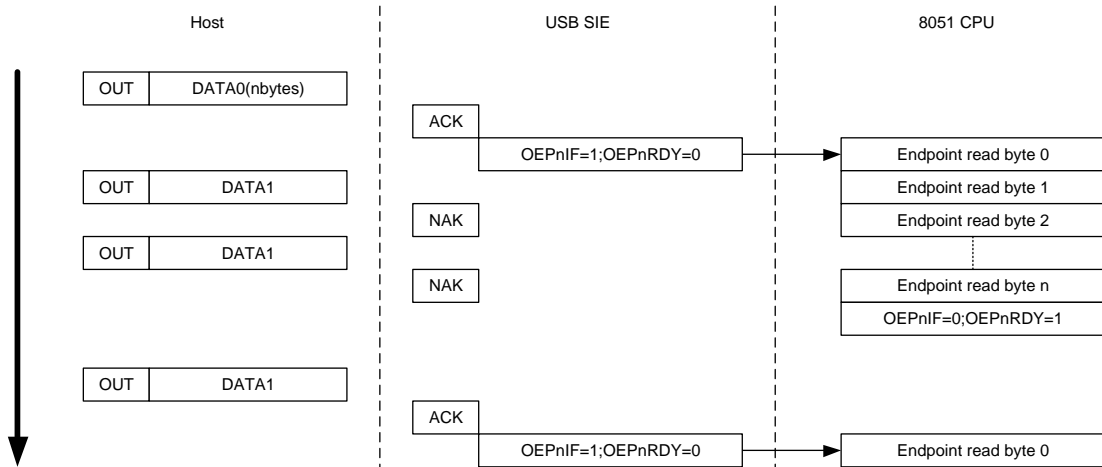 Host
USB SIE
8051 CPU
OUT DATA0(nbytes)
ACK
OEPnIF=1;OEPnRDY=0
Endpoint read byte 0
OUT DATA1
Endpoint read byte 1
NAK
Endpoint read byte 2
OUT DATA1
NAK
Endpoint read byte n
OEPnIF=0;OEPnRDY=1
OUT DATA1
ACK
OEPnIF=1;OEPnRDY=0
Endpoint read byte 0